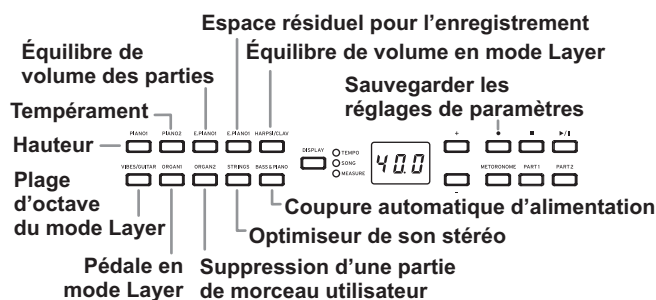 Espace résiduel pour l'enregistrement
Équilibre de
volume des parties
Équilibre de volume en mode Layer
Sauvegarder les
réglages de paramètres
Tempérament
Hauteur
PIANO1 PIANO2 E.PIANO1 E.PIANO1 HARPSI/CLAV
+ ● ■ ►/❙❙
DISPLAY
TEMPO
SONG
MEASURE
40.0
VIBES/GUITAR ORGAN1 ORGAN2 STRINGS BASS&PIANO
METORONOME PART1 PART2
-
Plage
d'octave
du mode Layer
Coupure automatique d'alimentation
Optimiseur de son stéréo
Pédale en
mode Layer
Suppression d'une partie
de morceau utilisateur